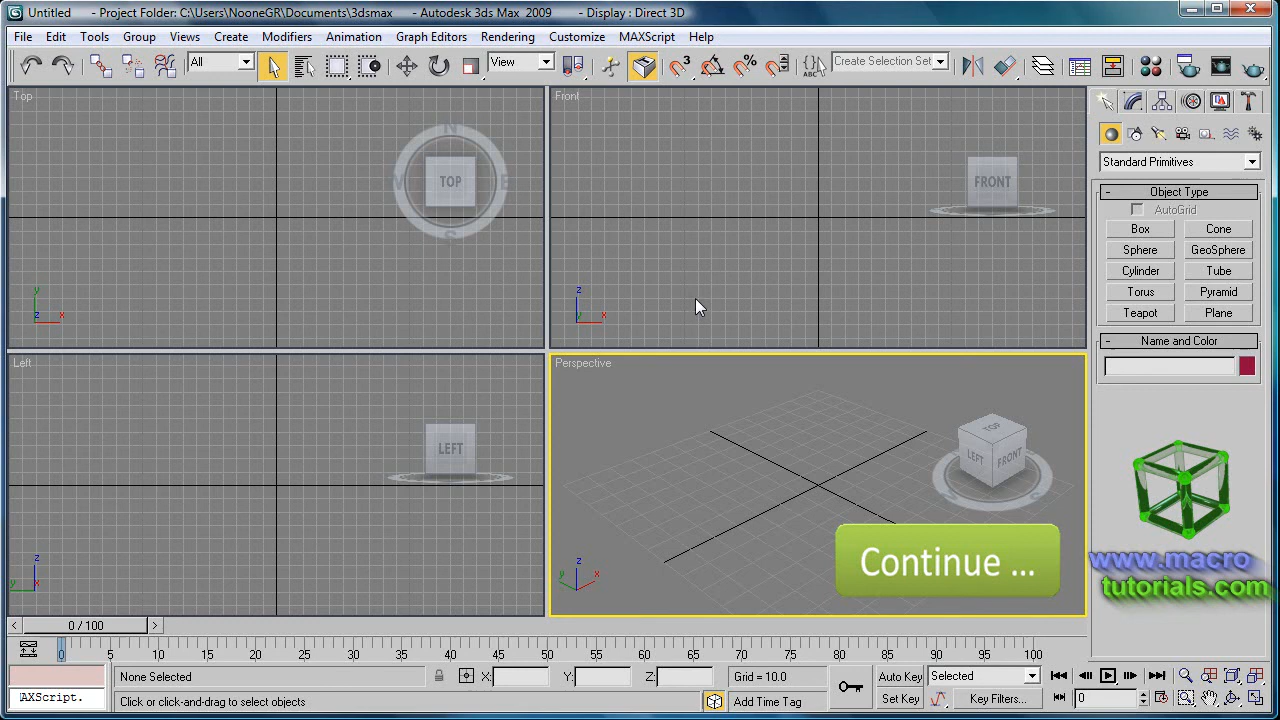 Untitled - Project Folder: C:\Users\NooneGR\Documents\3dsmax - Autodesk 3ds Max 2009 - Display : Direct 3D
File Edit Tools Group Views Create Modifiers Animation Graph Editors Rendering Customize MAXScript Help
All View Create Selection Set
Top
N
W TOP E
S
y
z x
Front
FRONT
z
y x
Left
LEFT
z
y x
Perspective
TOP
LEFT FRONT
z
y x
Continue ...
Standard Primitives
- Object Type
AutoGrid
Box Cone
Sphere GeoSphere
Cylinder Tube
Torus Pyramid
Teapot Plane
- Name and Color
www.macro
tutorials.com
< 0 / 100 >
0 5 10 15 20 25 30 35 40 45 50 55 60 65 70 75 80 85 90 95 100
None Selected X: Y: Z: Grid = 10.0 Auto Key Selected
AXScript. Click or click-and-drag to select objects Add Time Tag Set Key Key Filters... 0